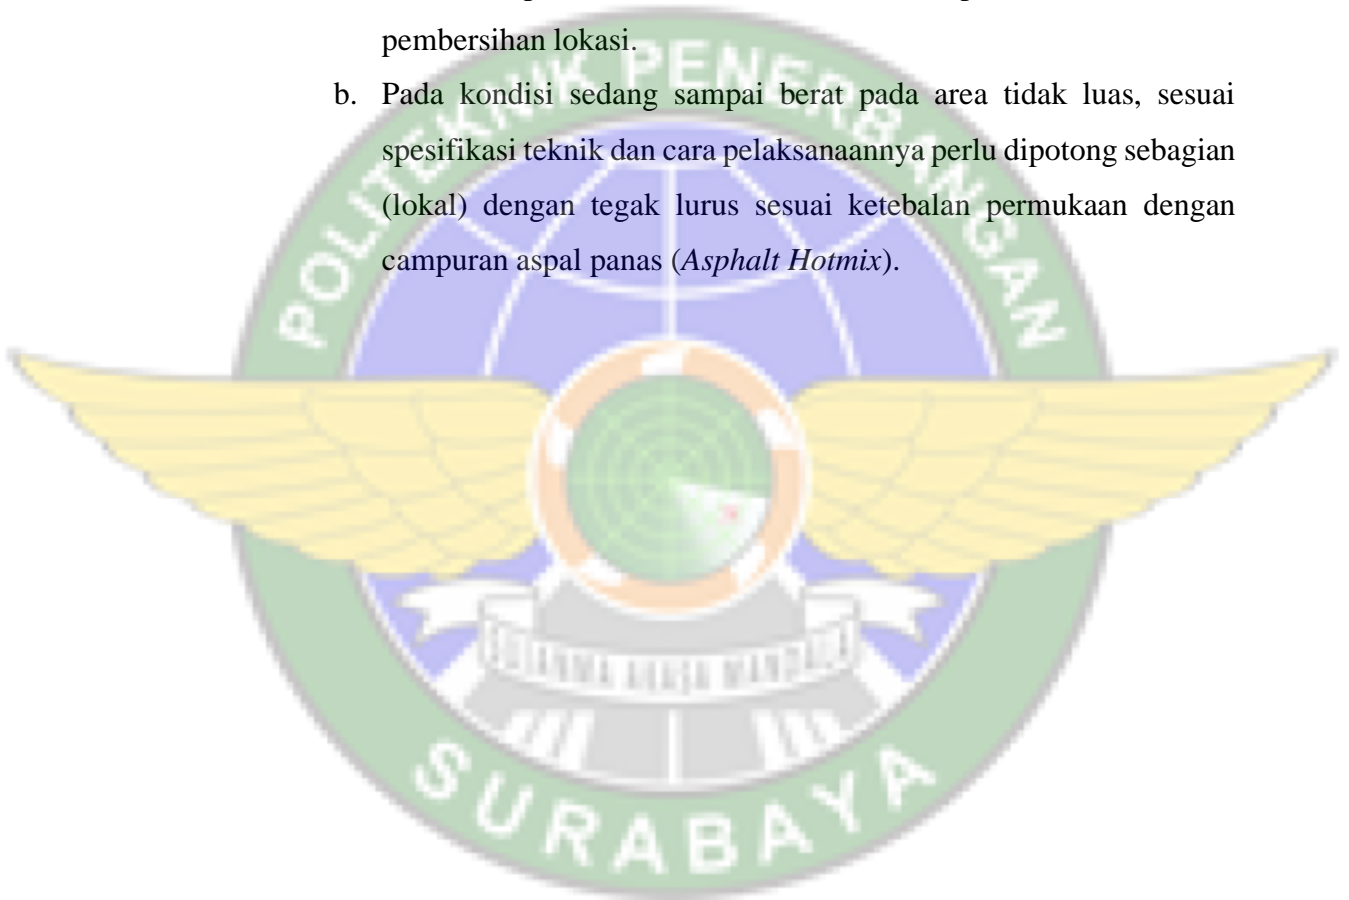 pembersihan lokasi.
b. Pada kondisi sedang sampai berat pada area tidak luas, sesuai
spesifikasi teknik dan cara pelaksanaannya perlu dipotong sebagian
(lokal) dengan tegak lurus sesuai ketebalan permukaan dengan
campuran aspal panas (Asphalt Hotmix).
POLITEKNIK PENERBANGAN
SURABAYA